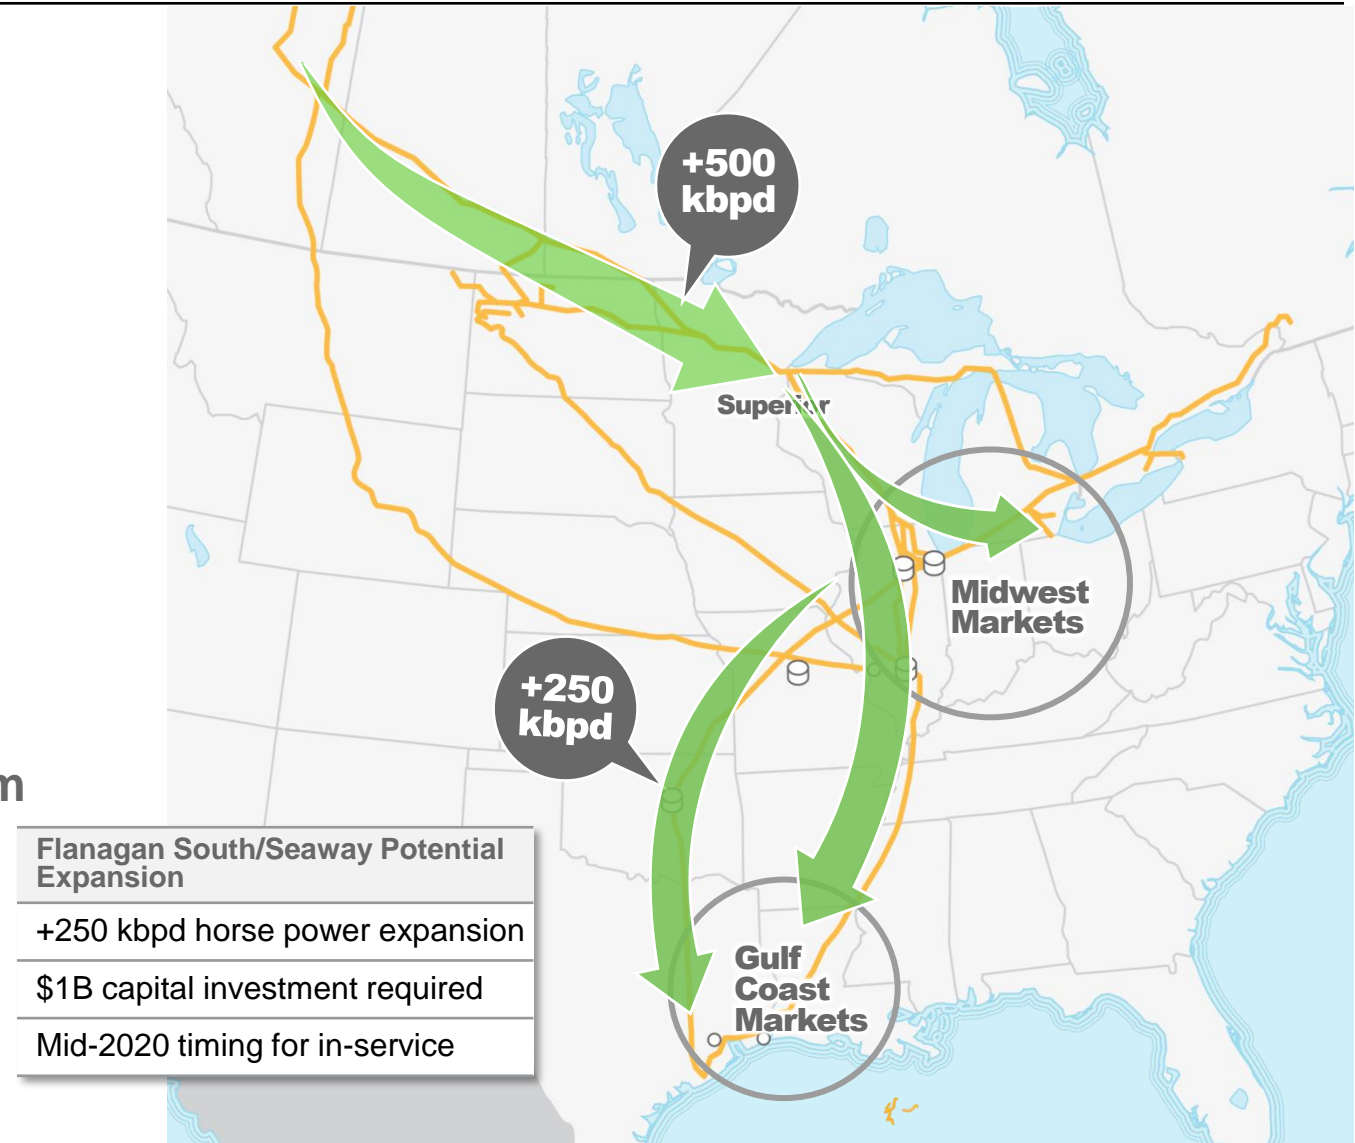 +500
kbpd
Superior
Midwest
Markets
+250
kbpd
m
Flanagan South/Seaway Potential
Expansion
+250 kbpd horse power expansion
$1B capital investment required
Mid-2020 timing for in-service
Gulf
Coast
Markets